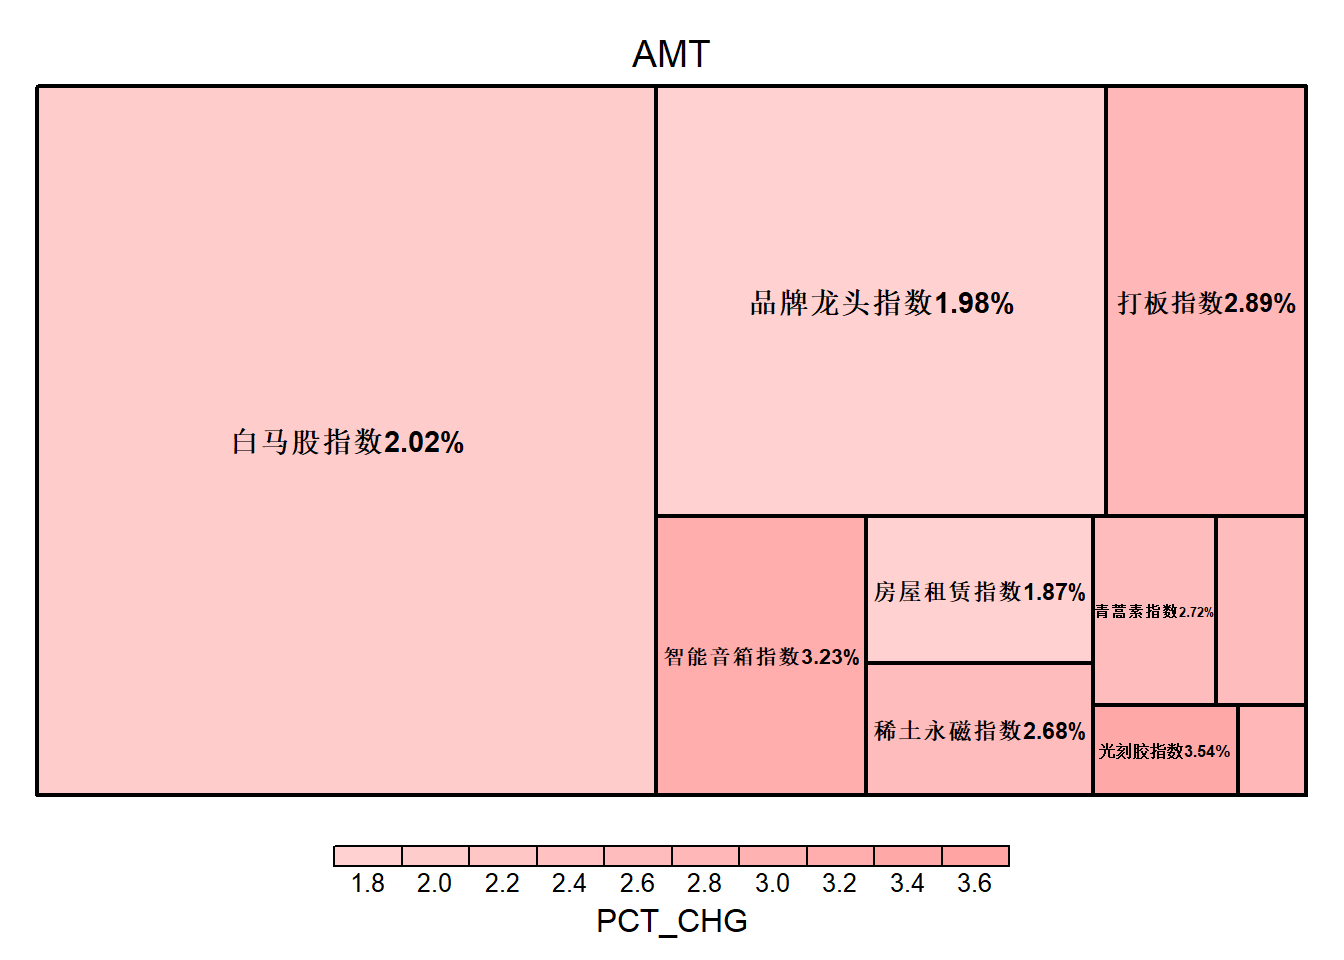 AMT
白马股指数2.02%
品牌龙头指数1.98%
打板指数2.89%
智能音箱指数3.23%
房屋租赁指数1.87%
稀土永磁指数2.68%
青蒿素指数2.72%
光刻胶指数3.54%
1.8 2.0 2.2 2.4 2.6 2.8 3.0 3.2 3.4 3.6
PCT_CHG